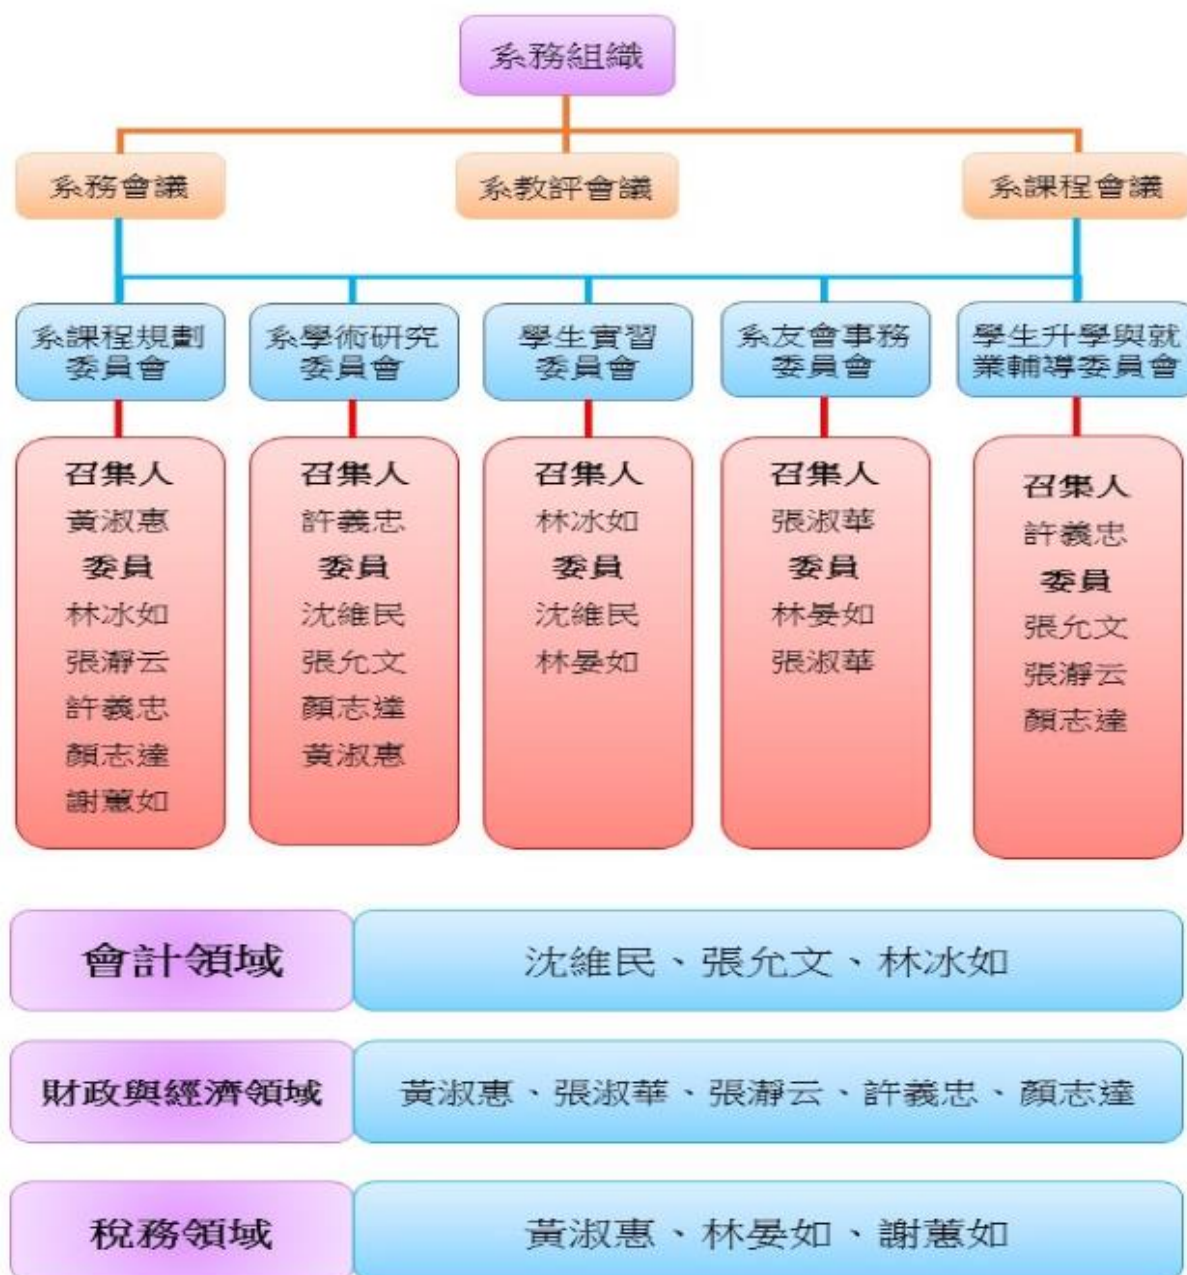 系務組織
系務會議
系教評會議
系課程會議
系課程規劃
委員會
系學術研究
委員會
學生實習
委員會
系友會事務
委員會
學生升學與就
業輔導委員會
召集人
黃淑惠
委員
林冰如
張瀞云
許義忠
顏志達
謝蕙如
召集人
許義忠
委員
沈維民
張允文
顏志達
黃淑惠
召集人
林冰如
委員
沈維民
林晏如
召集人
張淑華
委員
林晏如
張淑華
召集人
許義忠
委員
張允文
張瀞云
顏志達
會計領域
沈維民、張允文、林冰如
財政與經濟領域
黃淑惠、張淑華、張瀞云、許義忠、顏志達
稅務領域
黃淑惠、林晏如、謝蕙如